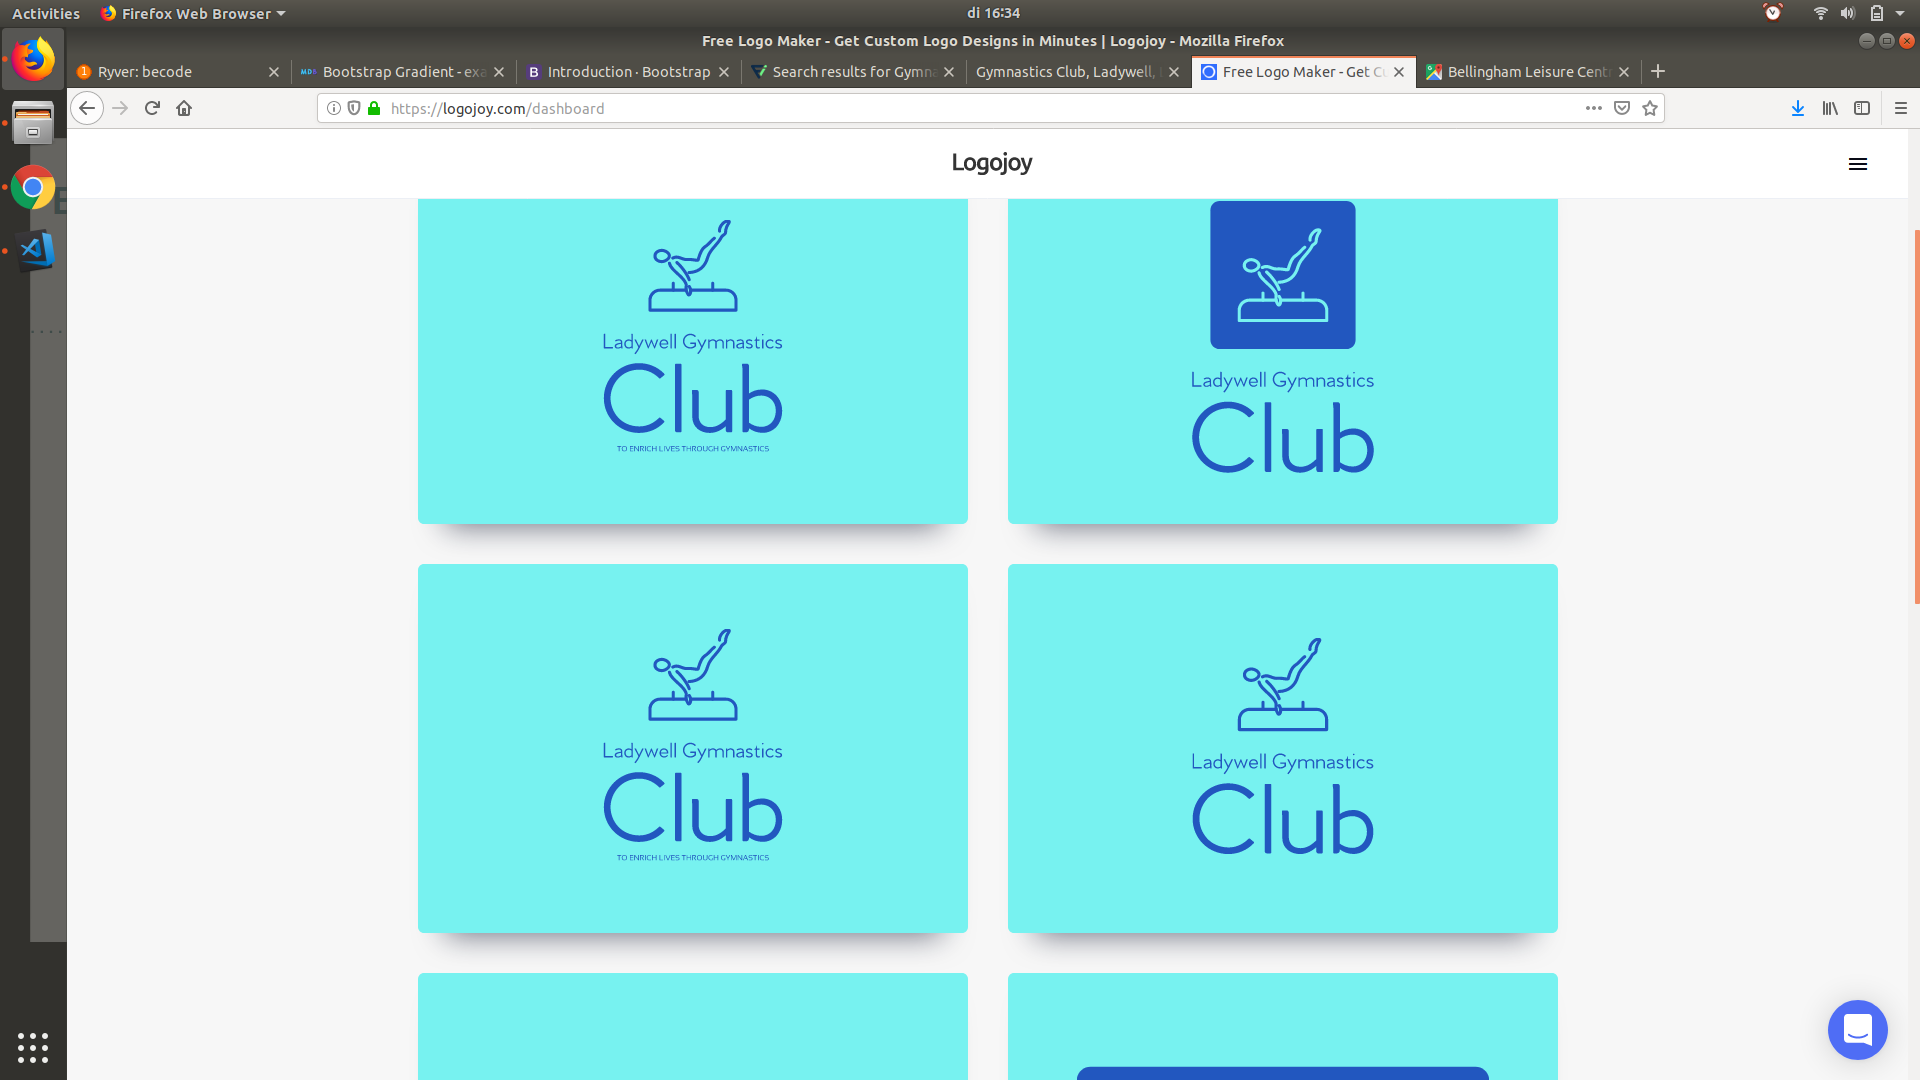 Activities
Firefox Web Browser
di 16:34
Free Logo Maker - Get Custom Logo Designs in Minutes | Logojoy - Mozilla Firefox
Ryver: becode
Bootstrap Gradient - exa
Introduction · Bootstrap
Search results for Gymna
Gymnastics Club, Ladywell,
Free Logo Maker - Get Cu
Bellingham Leisure Cent
https://logojoy.com/dashboard
Logojoy
Ladywell Gymnastics
Club
TO ENRICH LIVES THROUGH GYMNASTICS
Ladywell Gymnastics
Club
Ladywell Gymnastics
Club
TO ENRICH LIVES THROUGH GYMNASTICS
Ladywell Gymnastics
Club